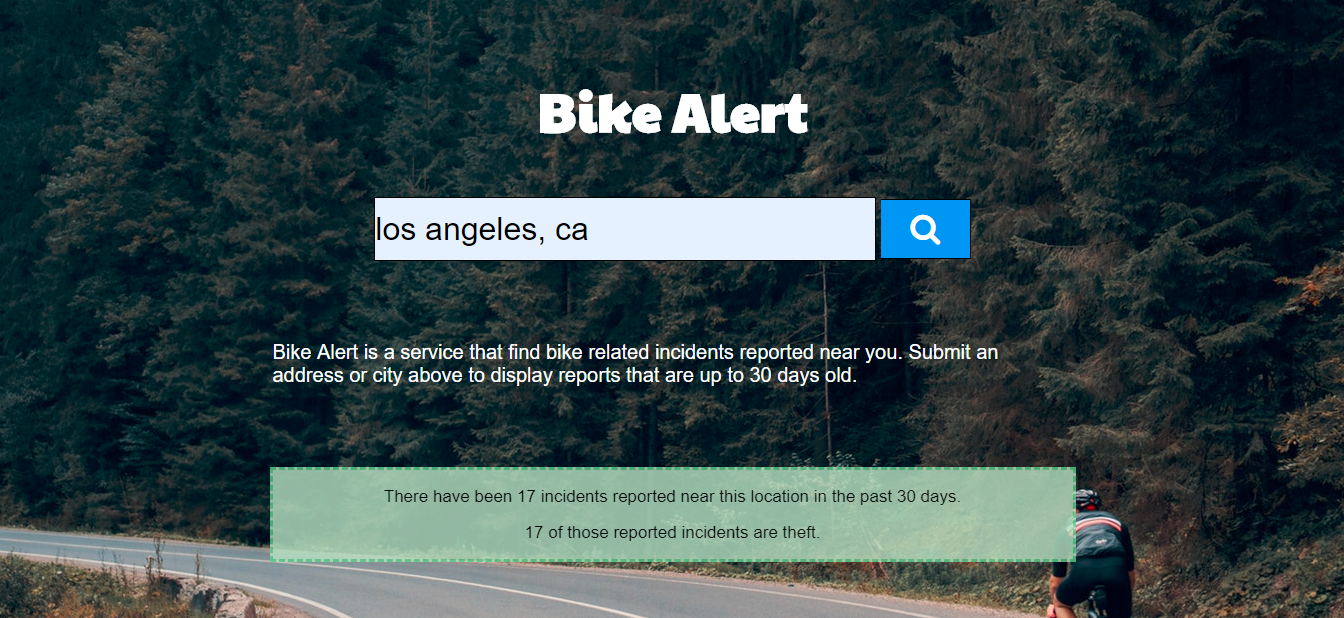 Bike Alert
los angeles, ca
Bike Alert is a service that find bike related incidents reported near you. Submit an
address or city above to display reports that are up to 30 days old.
There have been 17 incidents reported near this location in the past 30 days.
17 of those reported incidents are theft.